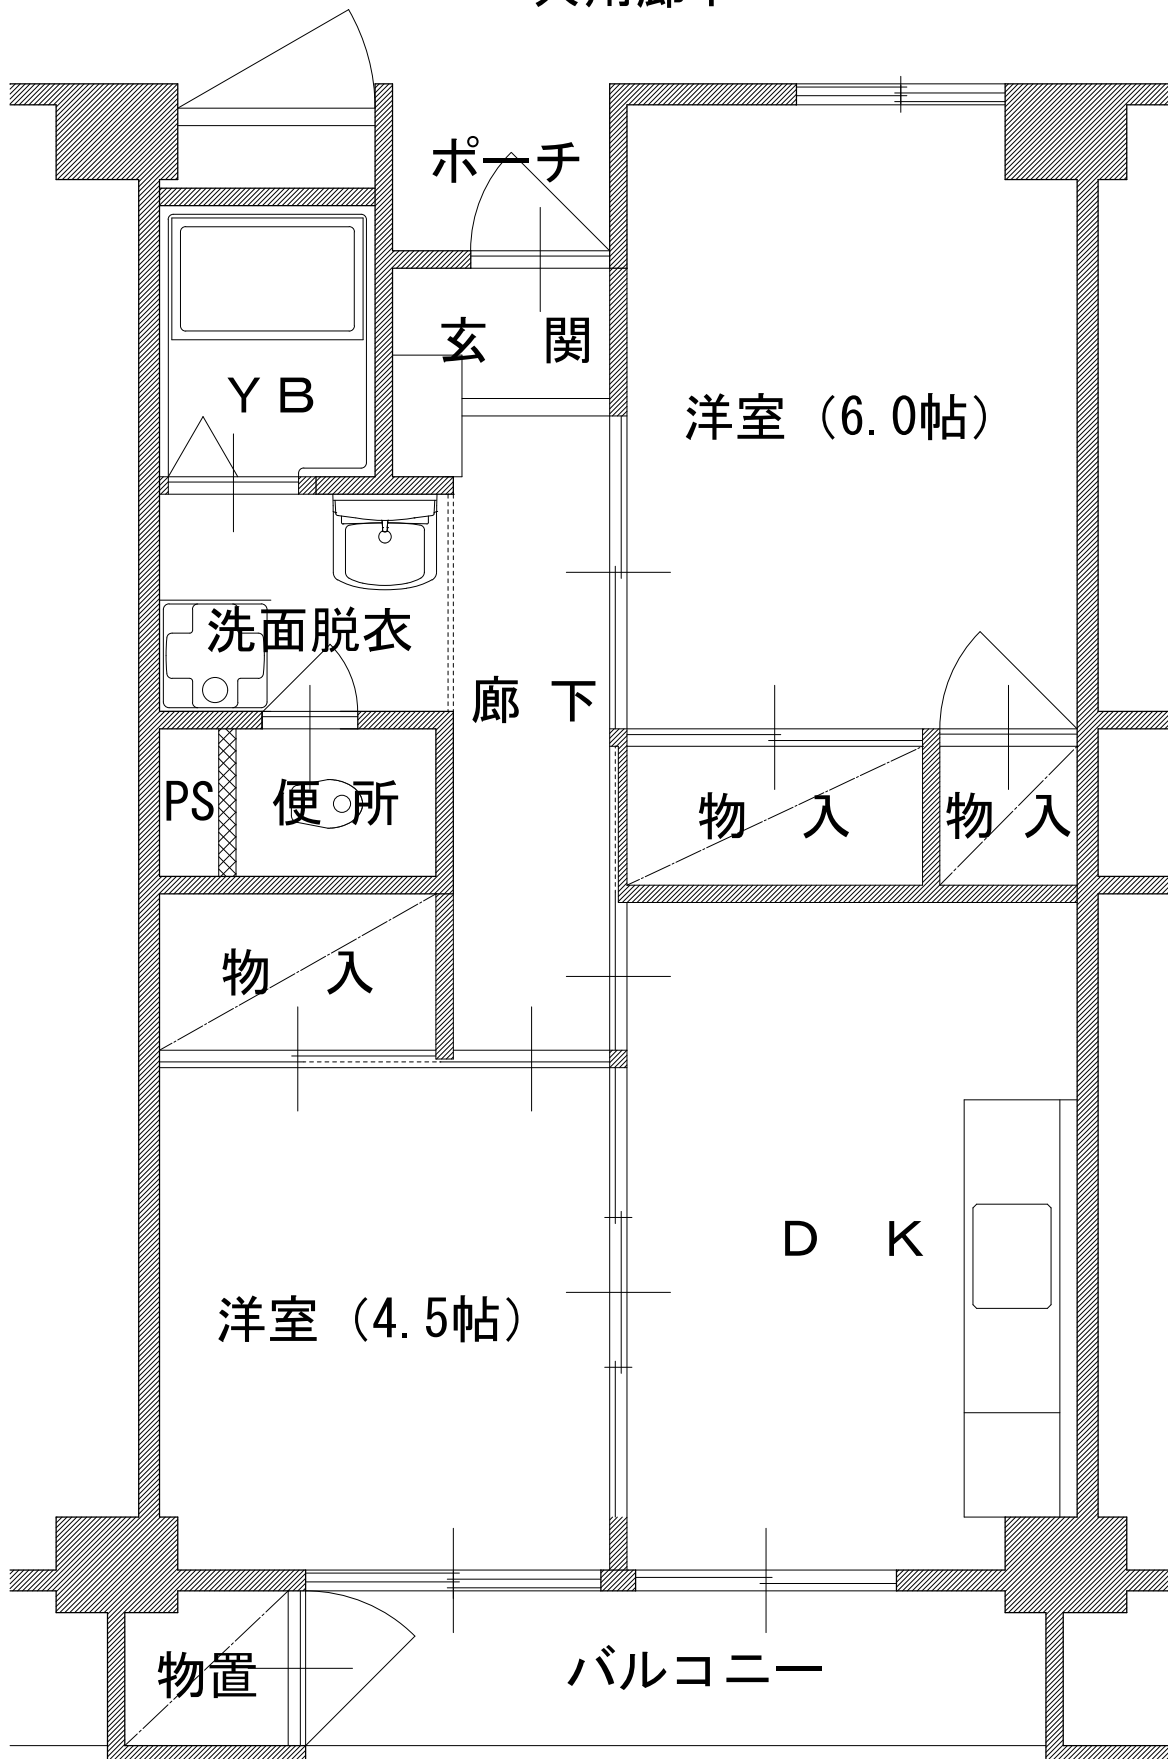 ポーチ
玄関
ＹＢ
洋室（6.0帖）
洗面脱衣
廊下
PS
便所
物入
物入
物入
ＤＫ
洋室（4.5帖）
物置
バルコニー